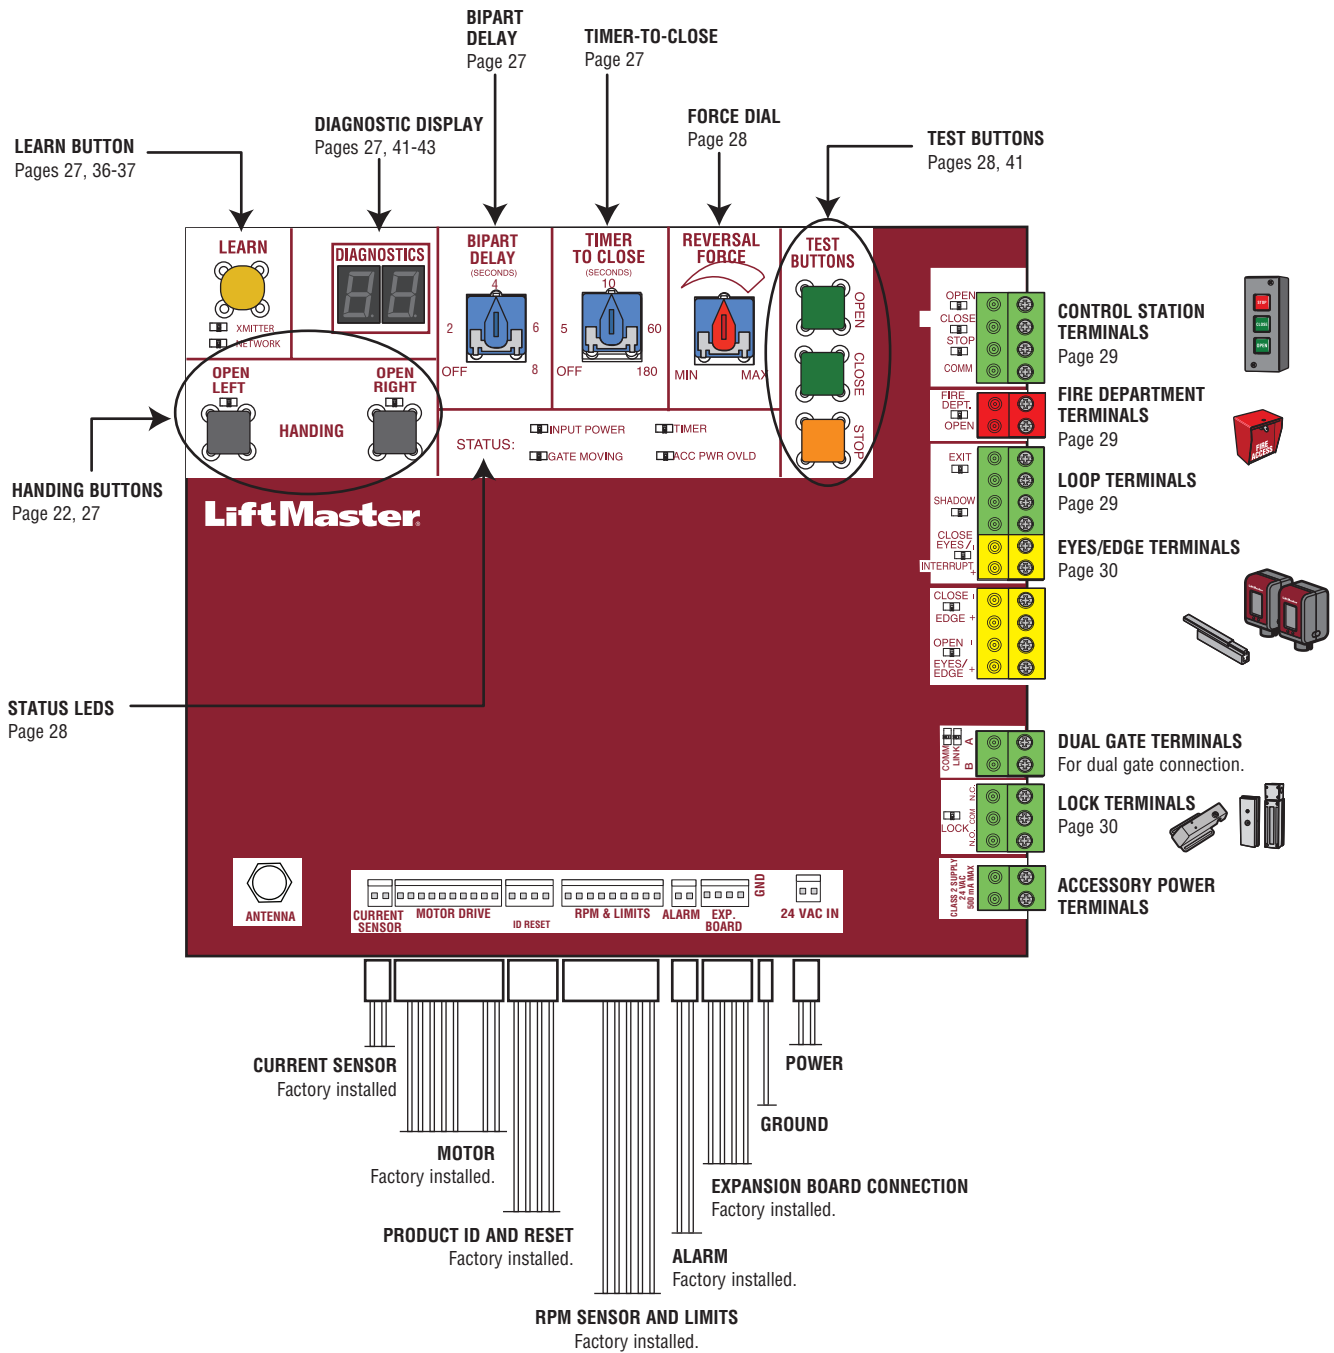 BIPART
DELAY
Page 27
TIMER-TO-CLOSE
Page 27
FORCE DIAL
Page 28
DIAGNOSTIC DISPLAY
Pages 27, 41-43
LEARN BUTTON
Pages 27, 36-37
TEST BUTTONS
Pages 28, 41
LEARN
XMITTER
NETWORK
DIAGNOSTICS
BIPART
DELAY
(SECONDS)
4
2
6
OFF
8
TIMER
TO CLOSE
(SECONDS)
10
5
60
OFF
180
REVERSAL
FORCE
MIN
MAX
TEST
BUTTONS
OPEN
CLOSE
STOP
OPEN
LEFT
OPEN
RIGHT
HANDING
STATUS:
INPUT POWER
TIMER
GATE MOVING
ACC PWR OVLD
HANDING BUTTONS
Page 22, 27
STATUS LEDS
Page 28
LiftMaster
OPEN
CLOSE
STOP
COMM
CONTROL STATION
TERMINALS
Page 29
STOP
CLOSE
OPEN
FIRE
DEPT.
OPEN
FIRE DEPARTMENT
TERMINALS
Page 29
FIRE
ACCESS
EXIT
SHADOW
LOOP TERMINALS
Page 29
CLOSE
EYES/ -
INTERRUPT +
EYES/EDGE TERMINALS
Page 30
CLOSE -
EDGE +
OPEN -
EYES/
EDGE +
COMM
LINK
A
B
DUAL GATE TERMINALS
For dual gate connection.
LOCK
N.C.
COM
N.O.
LOCK TERMINALS
Page 30
CLASS 2 SUPPLY
24 VAC
500 mA MAX
ACCESSORY POWER
TERMINALS
ANTENNA
CURRENT
SENSOR
MOTOR DRIVE
ID RESET
RPM & LIMITS
ALARM
EXP.
BOARD
GND
24 VAC IN
CURRENT SENSOR
Factory installed
POWER
GROUND
MOTOR
Factory installed.
EXPANSION BOARD CONNECTION
Factory installed.
PRODUCT ID AND RESET
Factory installed.
ALARM
Factory installed.
RPM SENSOR AND LIMITS
Factory installed.